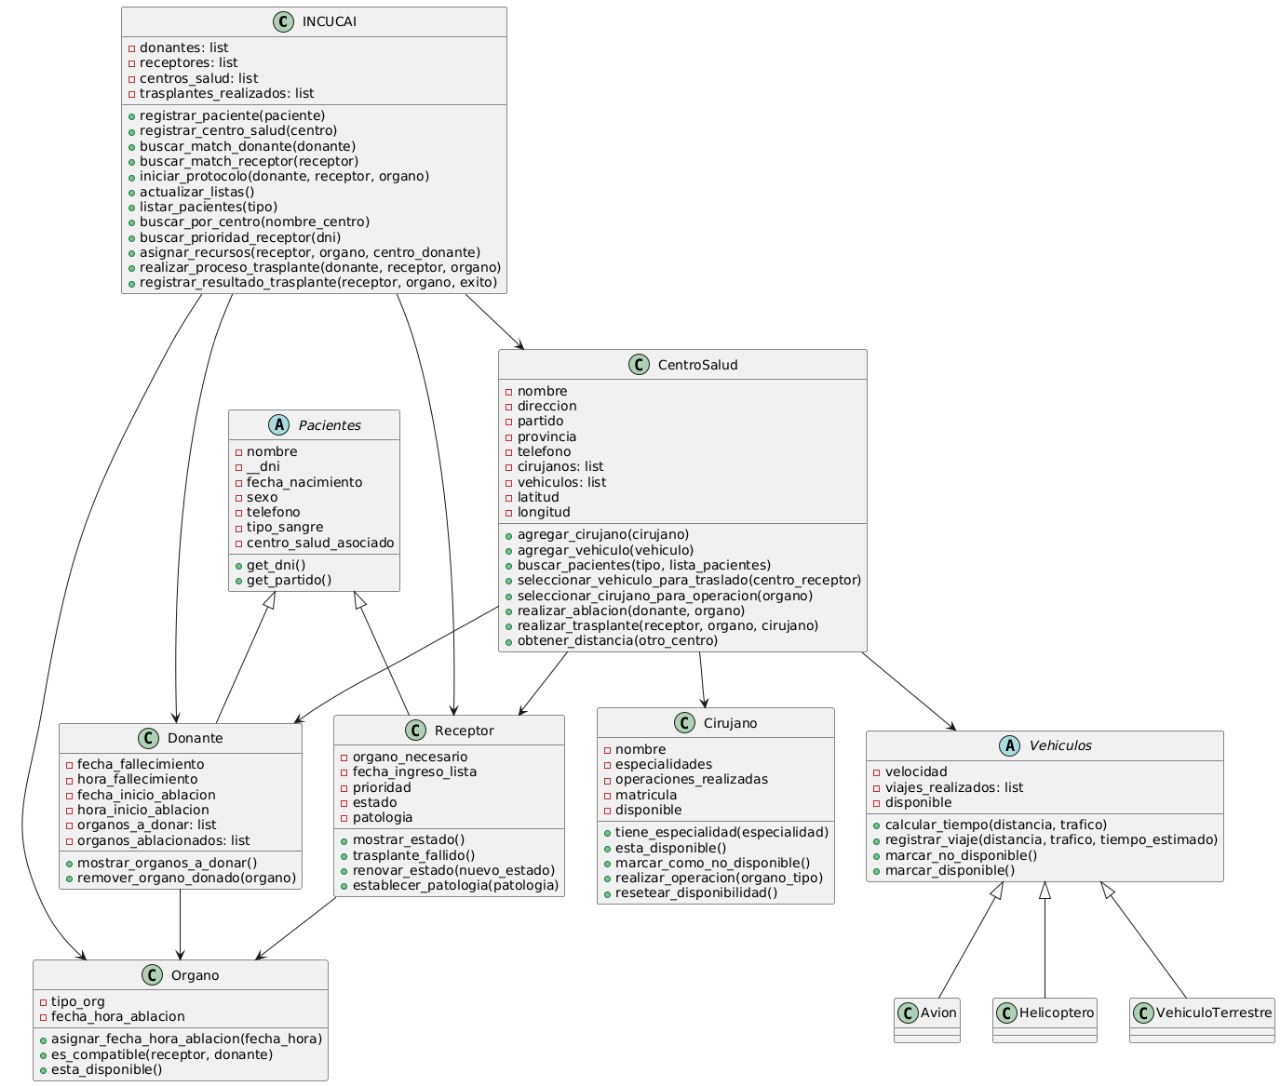 C INCUCAI
donantes: list
receptores: list
centros_salud: list
trasplantes_realizados: list
registrar_paciente(paciente)
registrar_centro_salud(centro)
buscar_match_donante(donante)
buscar_match_receptor(receptor)
iniciar_protocolo(donante, receptor, organo)
actualizar_listas()
listar_pacientes(tipo)
buscar_por_centro(nombre_centro)
buscar_prioridad_receptor(dni)
asignar_recursos(receptor, organo, centro_donante)
realizar_proceso_trasplante(donante, receptor, organo)
registrar_resultado_trasplante(receptor, organo, exito)
C CentroSalud
nombre
direccion
partido
provincia
telefono
cirujanos: list
vehiculos: list
latitud
longitud
agregar_cirujano(cirujano)
agregar_vehiculo(vehiculo)
buscar_pacientes(tipo, lista_pacientes)
seleccionar_vehiculo_para_traslado(centro_receptor)
seleccionar_cirujano_para_operacion(organo)
realizar_ablacion(donante, organo)
realizar_trasplante(receptor, organo, cirujano)
obtener_distancia(otro_centro)
A Pacientes
nombre
__dni
fecha_nacimiento
sexo
telefono
tipo_sangre
centro_salud_asociado
get_dni()
get_partido()
C Donante
fecha_fallecimiento
hora_fallecimiento
fecha_inicio_ablacion
hora_inicio_ablacion
organos_a_donar: list
organos_ablacionados: list
mostrar_organos_a_donar()
remover_organo_donado(organo)
C Receptor
organo_necesario
fecha_ingreso_lista
prioridad
estado
patologia
mostrar_estado()
trasplante_fallido()
renovar_estado(nuevo_estado)
establecer_patologia(patologia)
C Cirujano
nombre
especialidades
operaciones_realizadas
matricula
disponible
tiene_especialidad(especialidad)
esta_disponible()
marcar_como_no_disponible()
realizar_operacion(organo_tipo)
resetear_disponibilidad()
A Vehiculos
velocidad
viajes_realizados: list
disponible
calcular_tiempo(distancia, trafico)
registrar_viaje(distancia, trafico, tiempo_estimado)
marcar_no_disponible()
marcar_disponible()
C Organo
tipo_org
fecha_hora_ablacion
asignar_fecha_hora_ablacion(fecha_hora)
es_compatible(receptor, donante)
esta_disponible()
C Avion
C Helicoptero
C VehiculoTerrestre